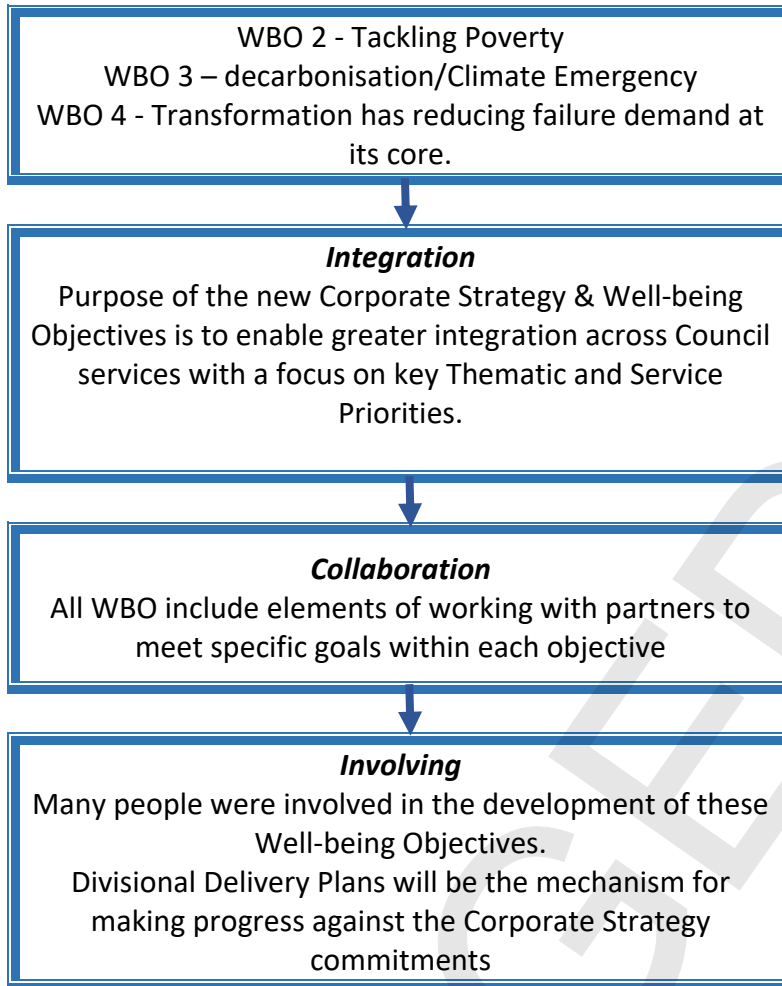 WBO 2 - Tackling Poverty
WBO 3 – decarbonisation/Climate Emergency
WBO 4 - Transformation has reducing failure demand at
its core.
Integration
Purpose of the new Corporate Strategy & Well-being
Objectives is to enable greater integration across Council
services with a focus on key Thematic and Service
Priorities.
Collaboration
All WBO include elements of working with partners to
meet specific goals within each objective
Involving
Many people were involved in the development of these
Well-being Objectives.
Divisional Delivery Plans will be the mechanism for
making progress against the Corporate Strategy
commitments